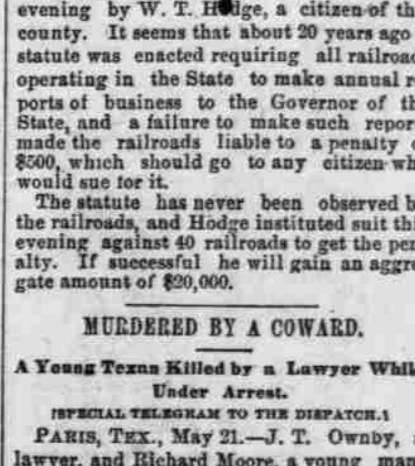 evening by W. T. Hodge, a citizen of th
county. It seems that about 20 years ago
statute was enacted requiring all railroad
operating in the State to make annual r
ports of business to the Governor of th
State, and a failure to make such repor
made the railroads liable to a penalty o
$500, which should go to any citizen wh
would sue for it.
The statute has never been observed b
the railroads, and Hodge instituted suit thi
evening against 40 railroads to get the pen
alty. If successful he will gain an aggre
gate amount of $20,000.
MURDERED BY A COWARD.
A Young Texan Killed by a Lawyer Whil
Under Arrest.
[SPECIAL TELEGRAM TO THE DISPATCH.]
PARIS, TEX., May 21.—J. T. Ownby,
lawyer, and Richard Moore, a young man